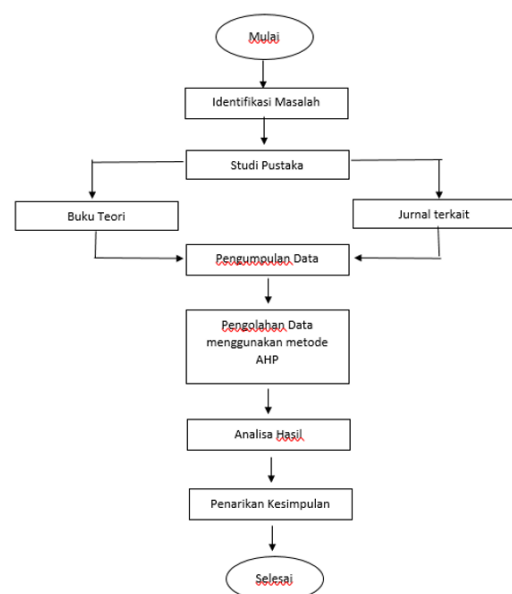 Mulai
Identifikasi Masalah
Studi Pustaka
Buku Teori
Jurnal terkait
Pengumpulan Data
Pengolahan Data
menggunakan metode
AHP
Analisa Hasil
Penarikan Kesimpulan
Selesai